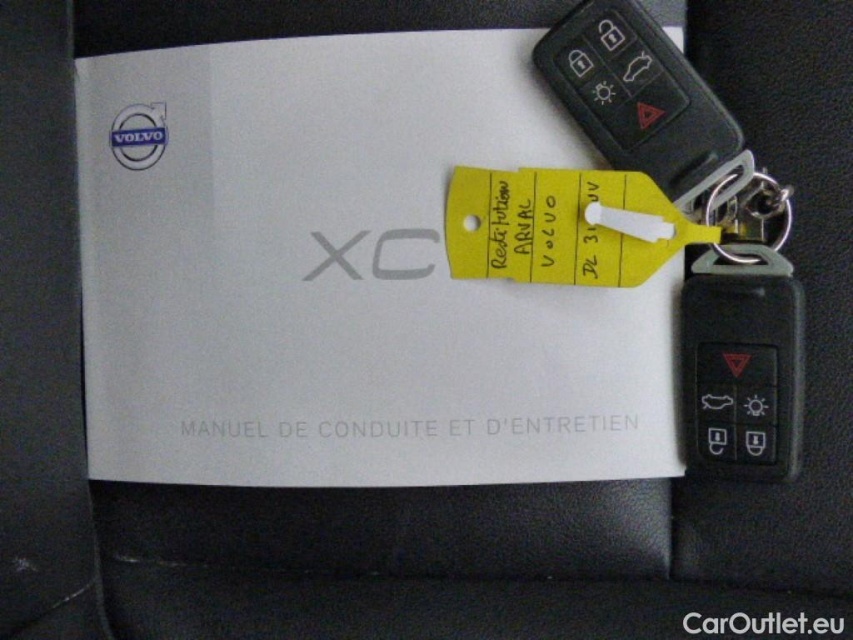 VOLVO
XC
Restitution
ARVAL
VOLVO
MANUEL DE CONDUITE ET D'ENTRETIEN
CarOutlet.eu